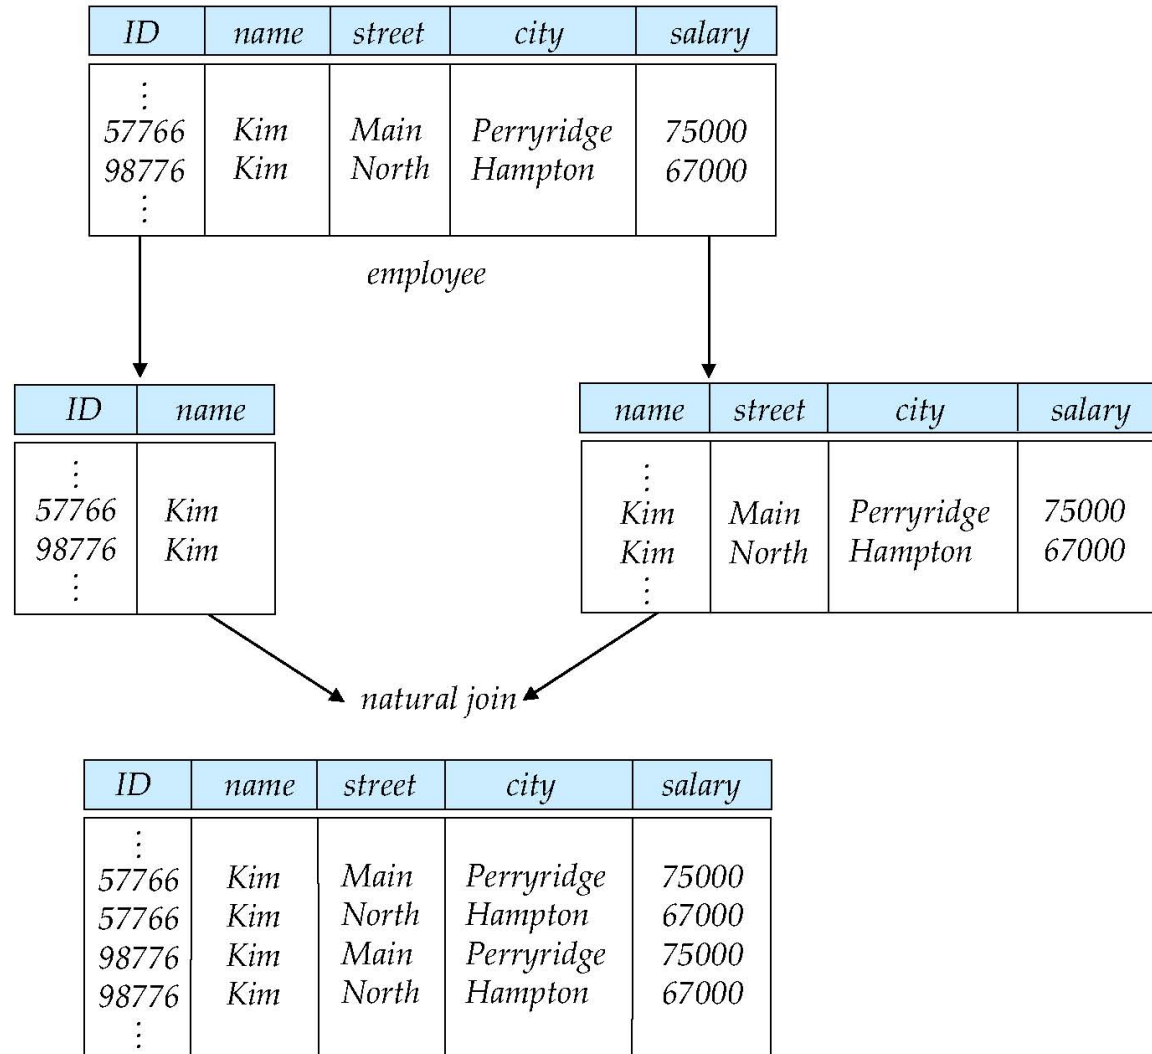 ID name street city salary
⋮
57766 Kim Main Perryridge 75000
98776 Kim North Hampton 67000
⋮
employee
ID name
⋮
57766 Kim
98776 Kim
⋮
name street city salary
⋮
Kim Main Perryridge 75000
Kim North Hampton 67000
⋮
natural join
ID name street city salary
⋮
57766 Kim Main Perryridge 75000
57766 Kim North Hampton 67000
98776 Kim Main Perryridge 75000
98776 Kim North Hampton 67000
⋮